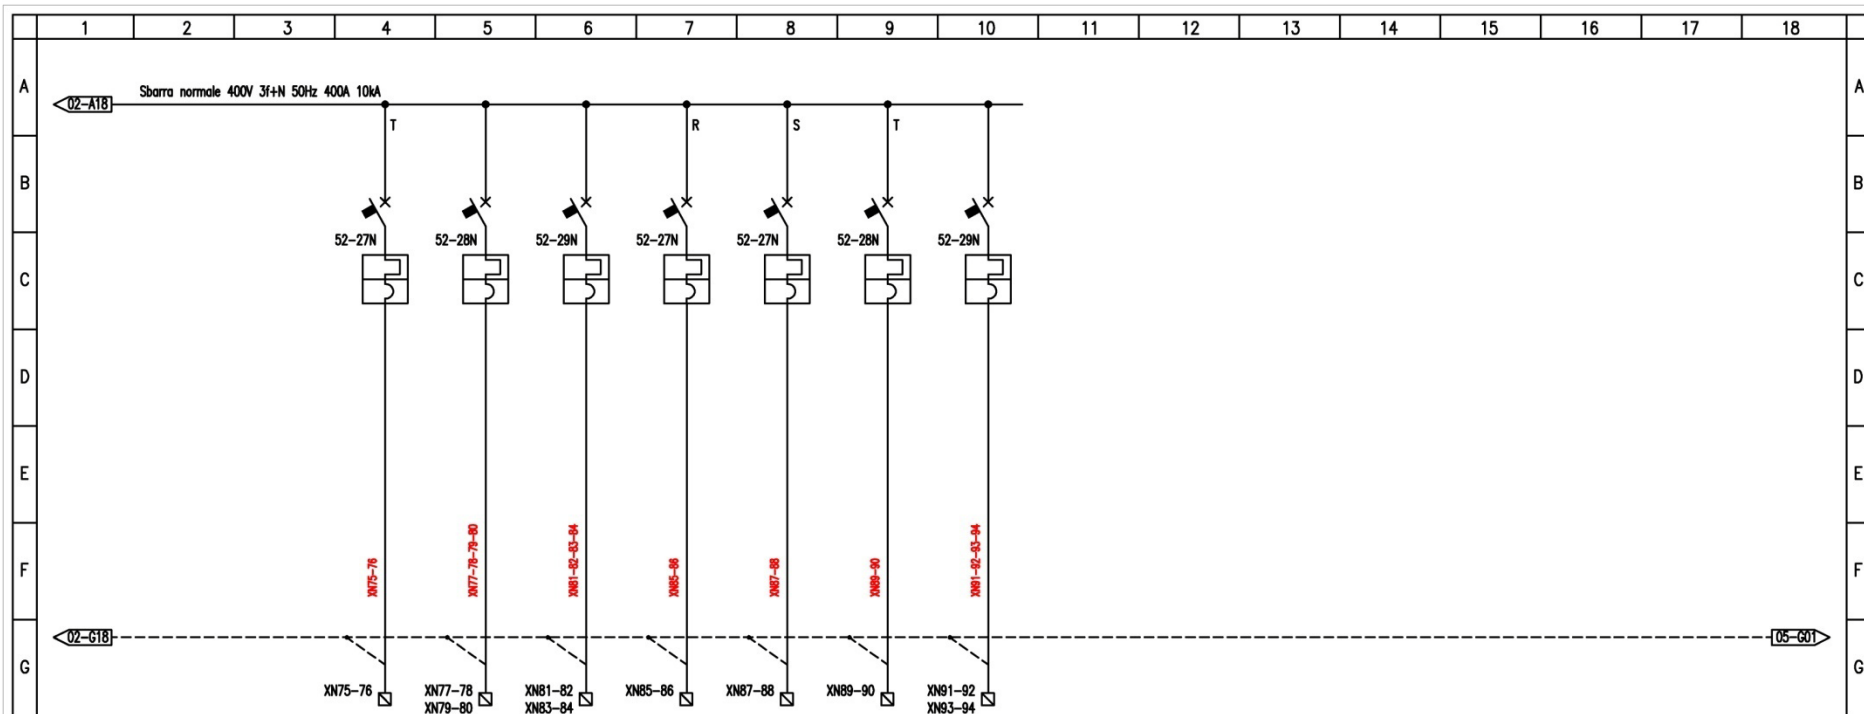 1 2 3 4 5 6 7 8 9 10 11 12 13 14 15 16 17 18
A A
Sbarra normale 400V 3f+N 50Hz 400A 10kA
02-A18
T R S T
B B
52-27N 52-28N 52-29N 52-27N 52-27N 52-28N 52-29N
C C
D D
E E
XN75-76
XN77-78-79-80
XN81-82-83-84
XN85-86
XN87-88
XN89-90
XN91-92-93-94
F F
02-G18 05-G01
G G
XN75-76 XN77-78 XN81-82 XN85-86 XN87-88 XN89-90 XN91-92
XN79-80 XN83-84 XN93-94